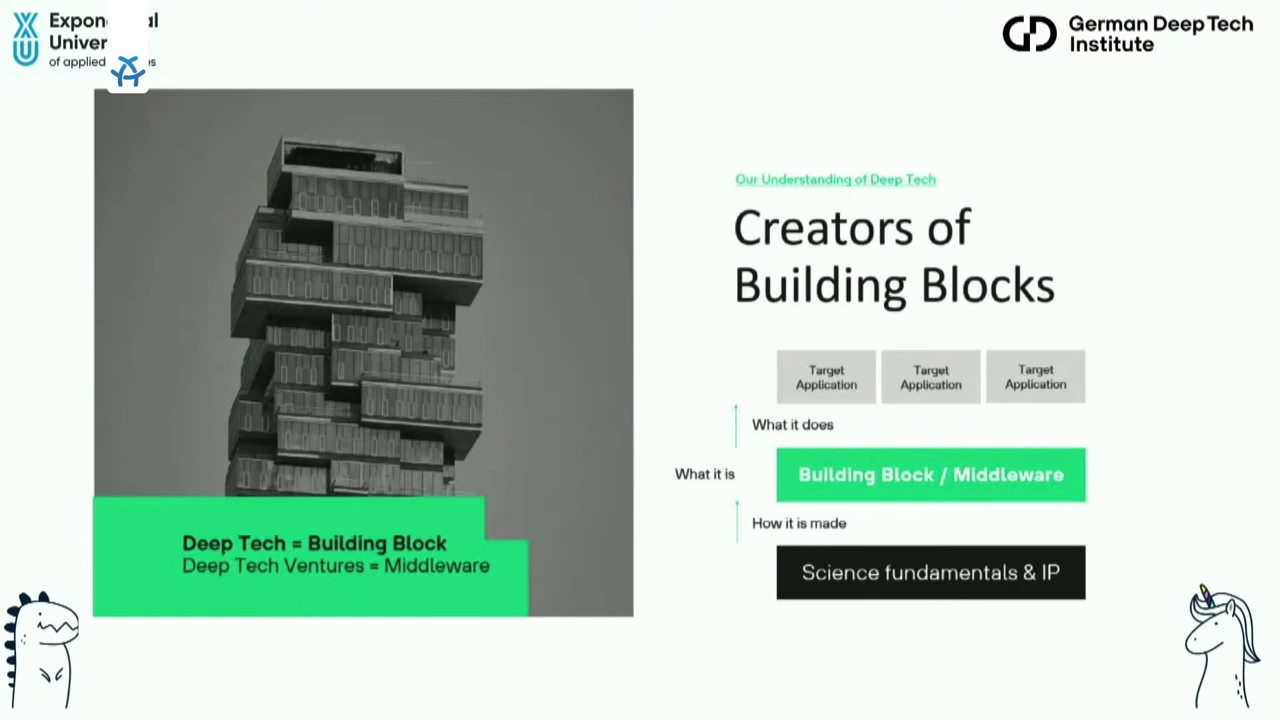 German Deep Tech
Institute
of applied
Our Understanding of Deep Tech
Creators of
Building Blocks
Target
Application
Target
Application
Target
Application
What it does
What it is
Building Block / Middleware
How it is made
Science fundamentals & IP
Deep Tech = Building Block
Deep Tech Ventures = Middleware